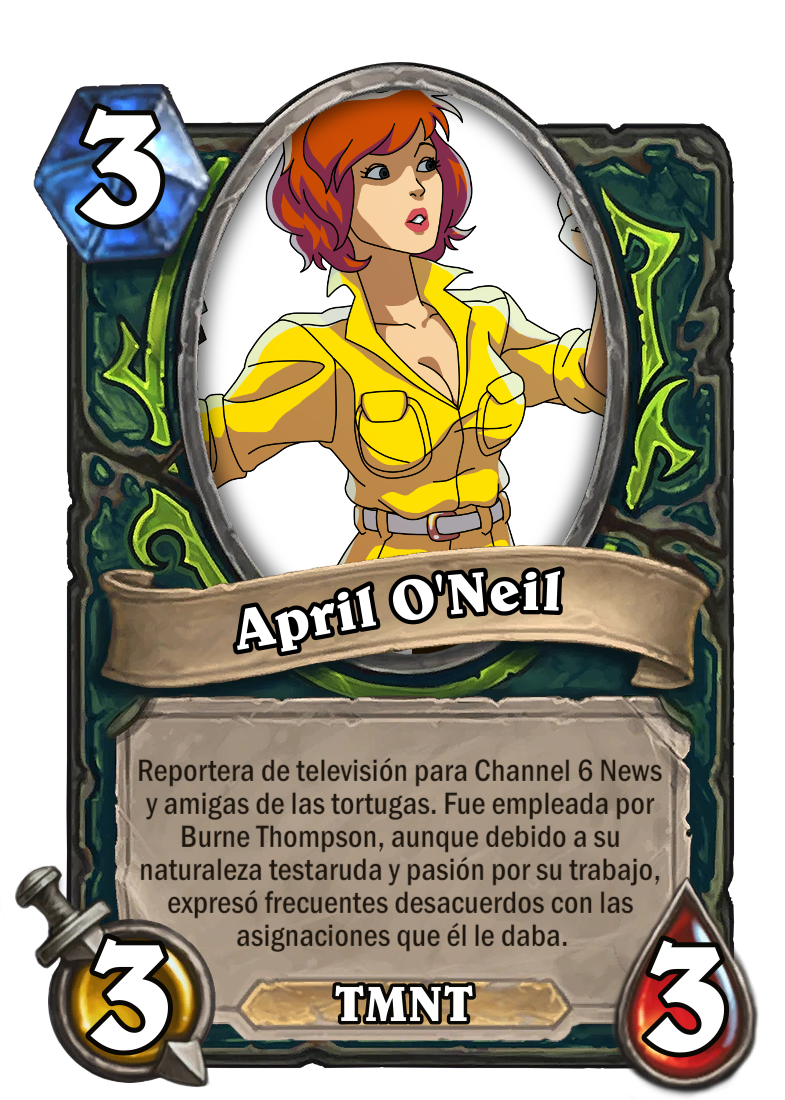 3
April O'Neil
Reportera de televisión para Channel 6 News
y amigas de las tortugas. Fue empleada por
Burne Thompson, aunque debido a su
naturaleza testaruda y pasión por su trabajo,
expresó frecuentes desacuerdos con las
asignaciones que él le daba.
3
TMNT
3